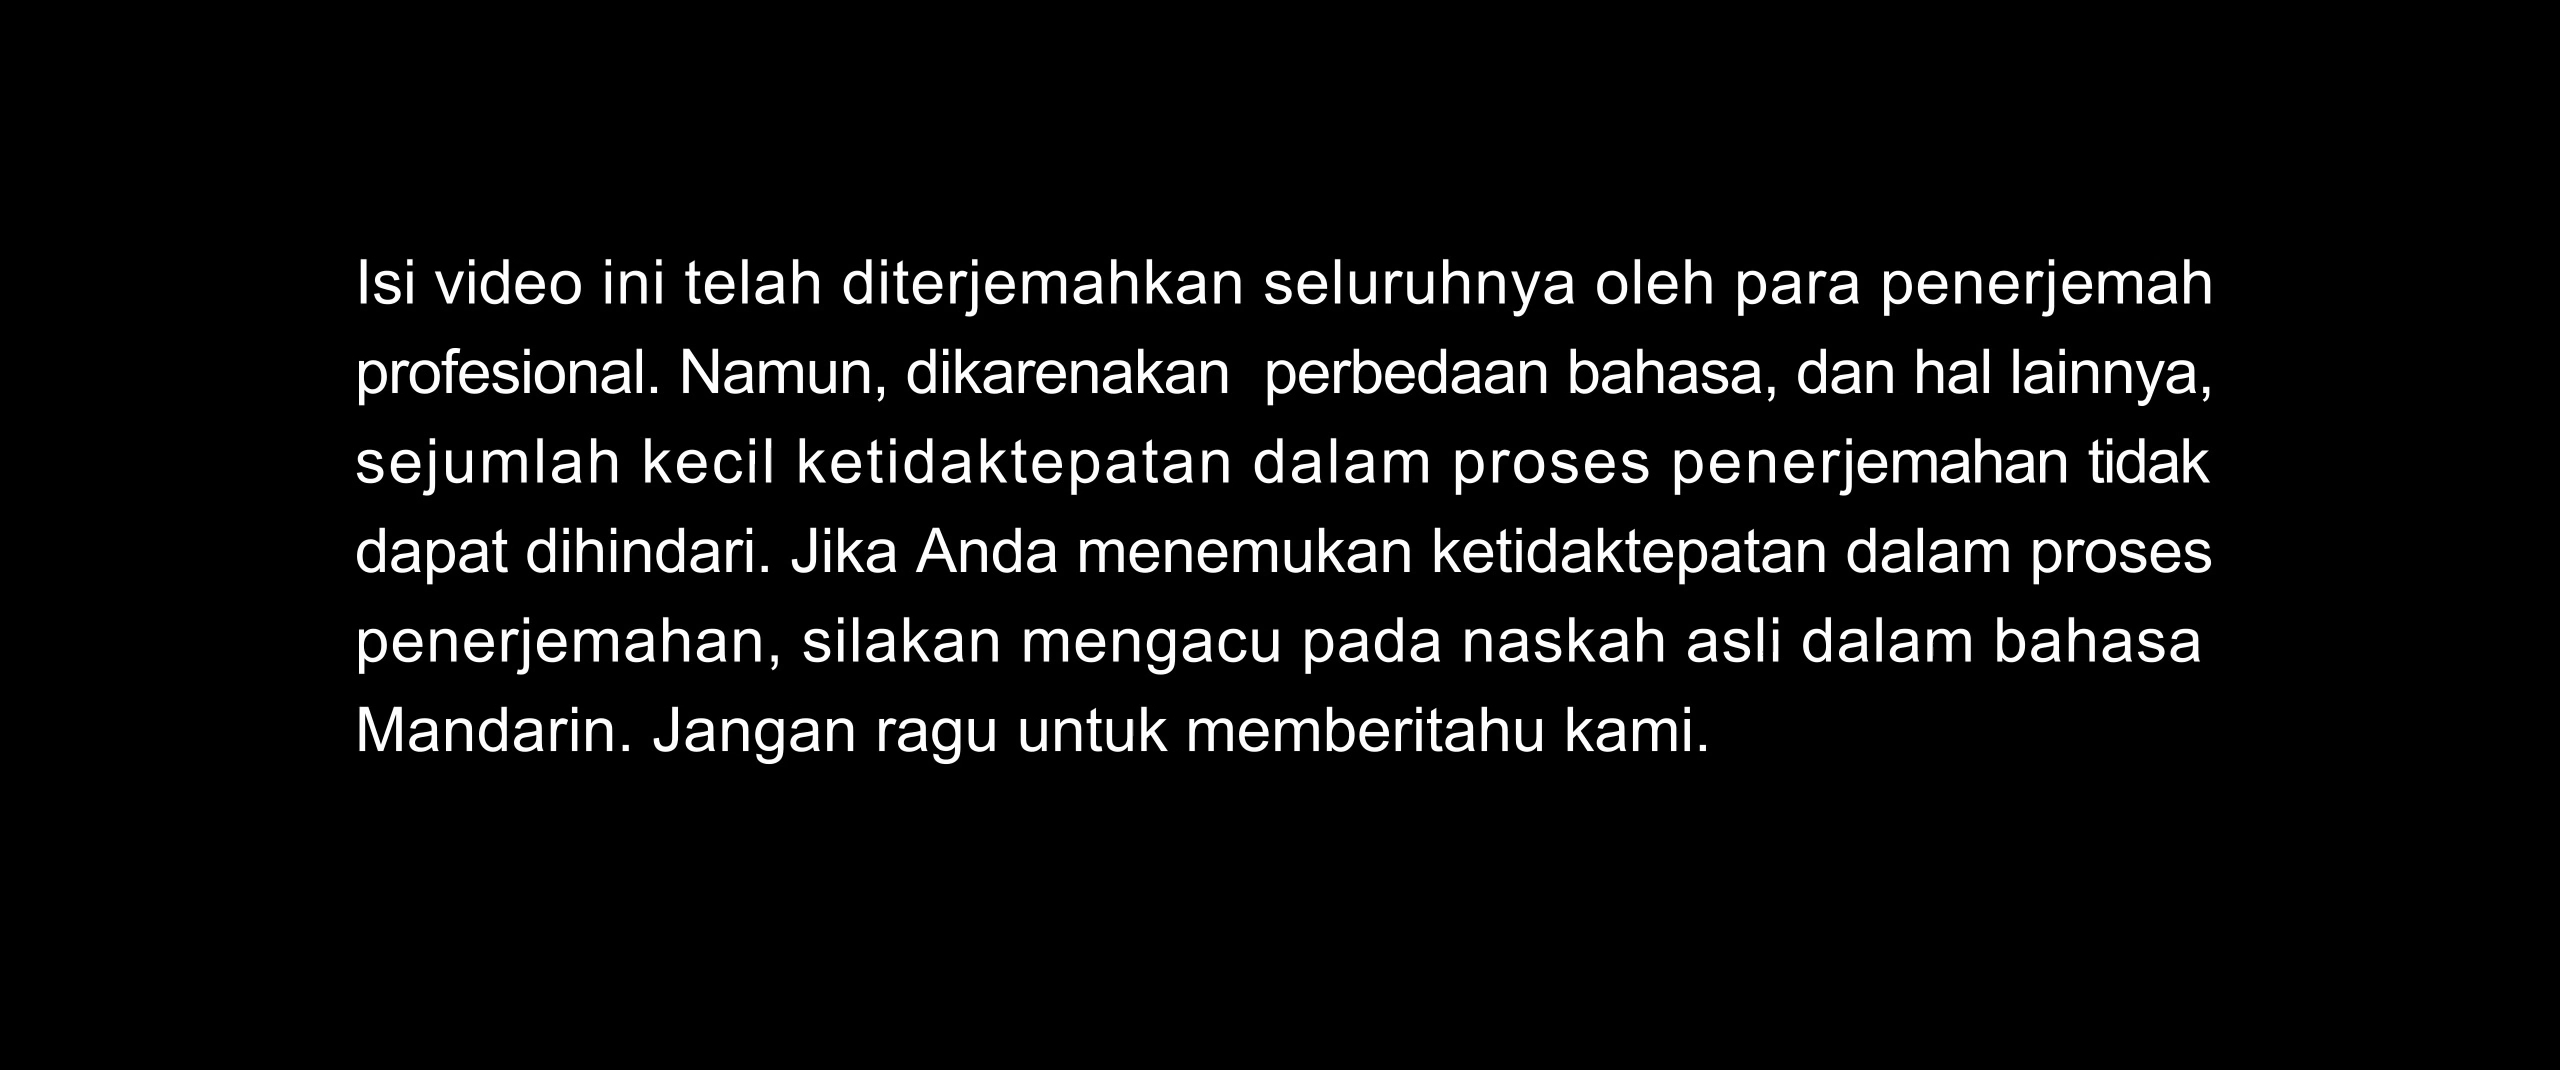 Isi video ini telah diterjemahkan seluruhnya oleh para penerjemah
profesional. Namun, dikarenakan  perbedaan bahasa, dan hal lainnya,
sejumlah kecil ketidaktepatan dalam proses penerjemahan tidak
dapat dihindari. Jika Anda menemukan ketidaktepatan dalam proses
penerjemahan, silakan mengacu pada naskah asli dalam bahasa
Mandarin. Jangan ragu untuk memberitahu kami.